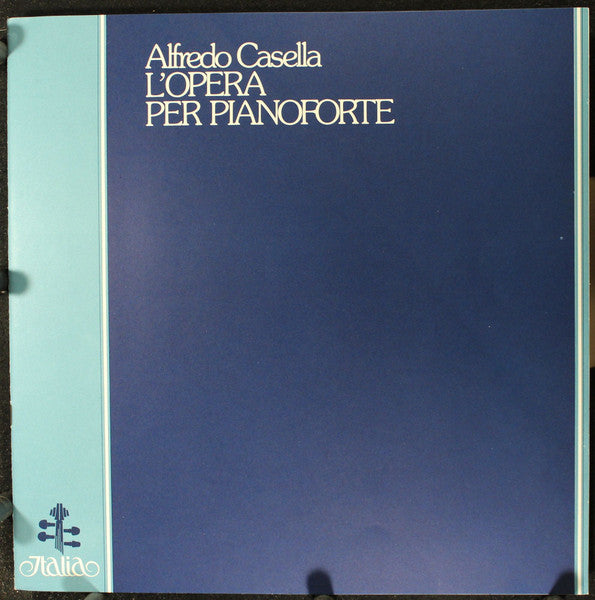 Alfredo Casella
L'OPERA
PER PIANOFORTE
Italia